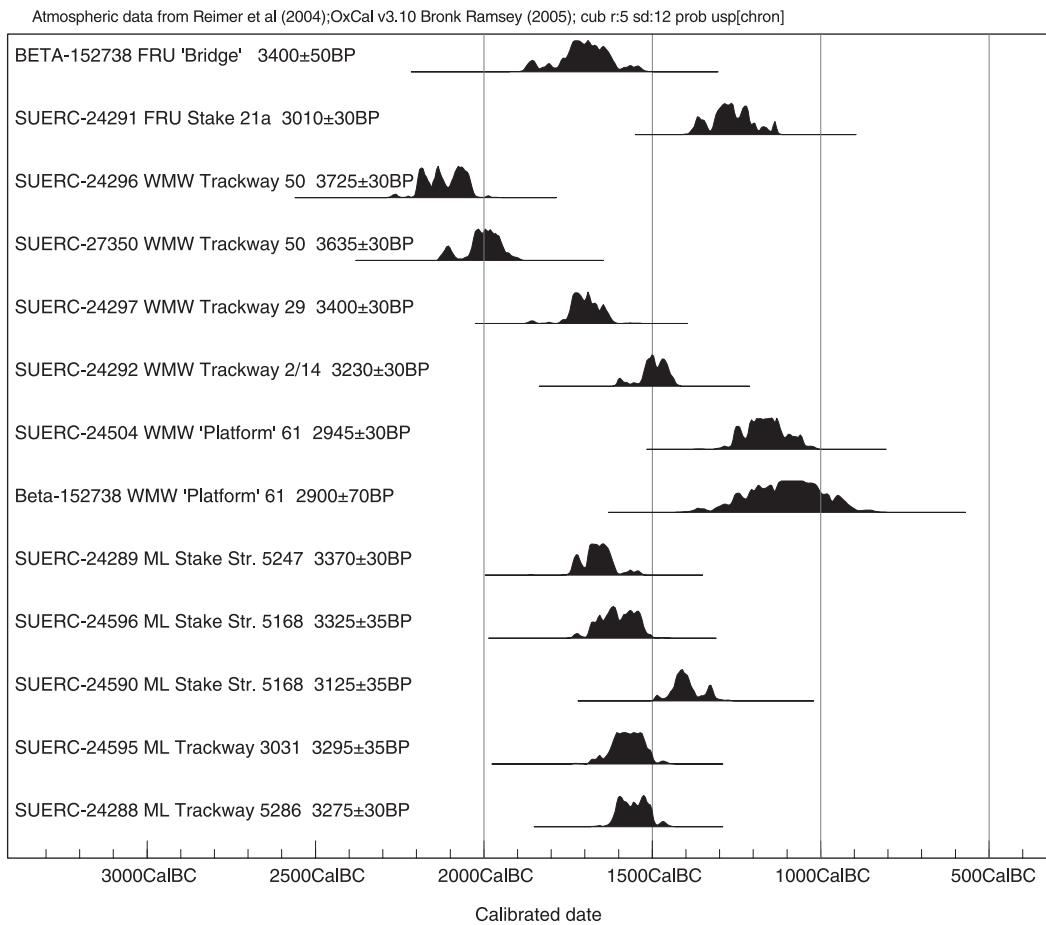 Atmospheric data from Reimer et al (2004);OxCal v3.10 Bronk Ramsey (2005); cub r:5 sd:12 prob usp[chron]
BETA-152738 FRU 'Bridge' 3400±50BP
SUERC-24291 FRU Stake 21a 3010±30BP
SUERC-24296 WMW Trackway 50 3725±30BP
SUERC-27350 WMW Trackway 50 3635±30BP
SUERC-24297 WMW Trackway 29 3400±30BP
SUERC-24292 WMW Trackway 2/14 3230±30BP
SUERC-24504 WMW 'Platform' 61 2945±30BP
Beta-152738 WMW 'Platform' 61 2900±70BP
SUERC-24289 ML Stake Str. 5247 3370±30BP
SUERC-24596 ML Stake Str. 5168 3325±35BP
SUERC-24590 ML Stake Str. 5168 3125±35BP
SUERC-24595 ML Trackway 3031 3295±35BP
SUERC-24288 ML Trackway 5286 3275±30BP
3000CalBC 2500CalBC 2000CalBC 1500CalBC 1000CalBC 500CalBC
Calibrated date